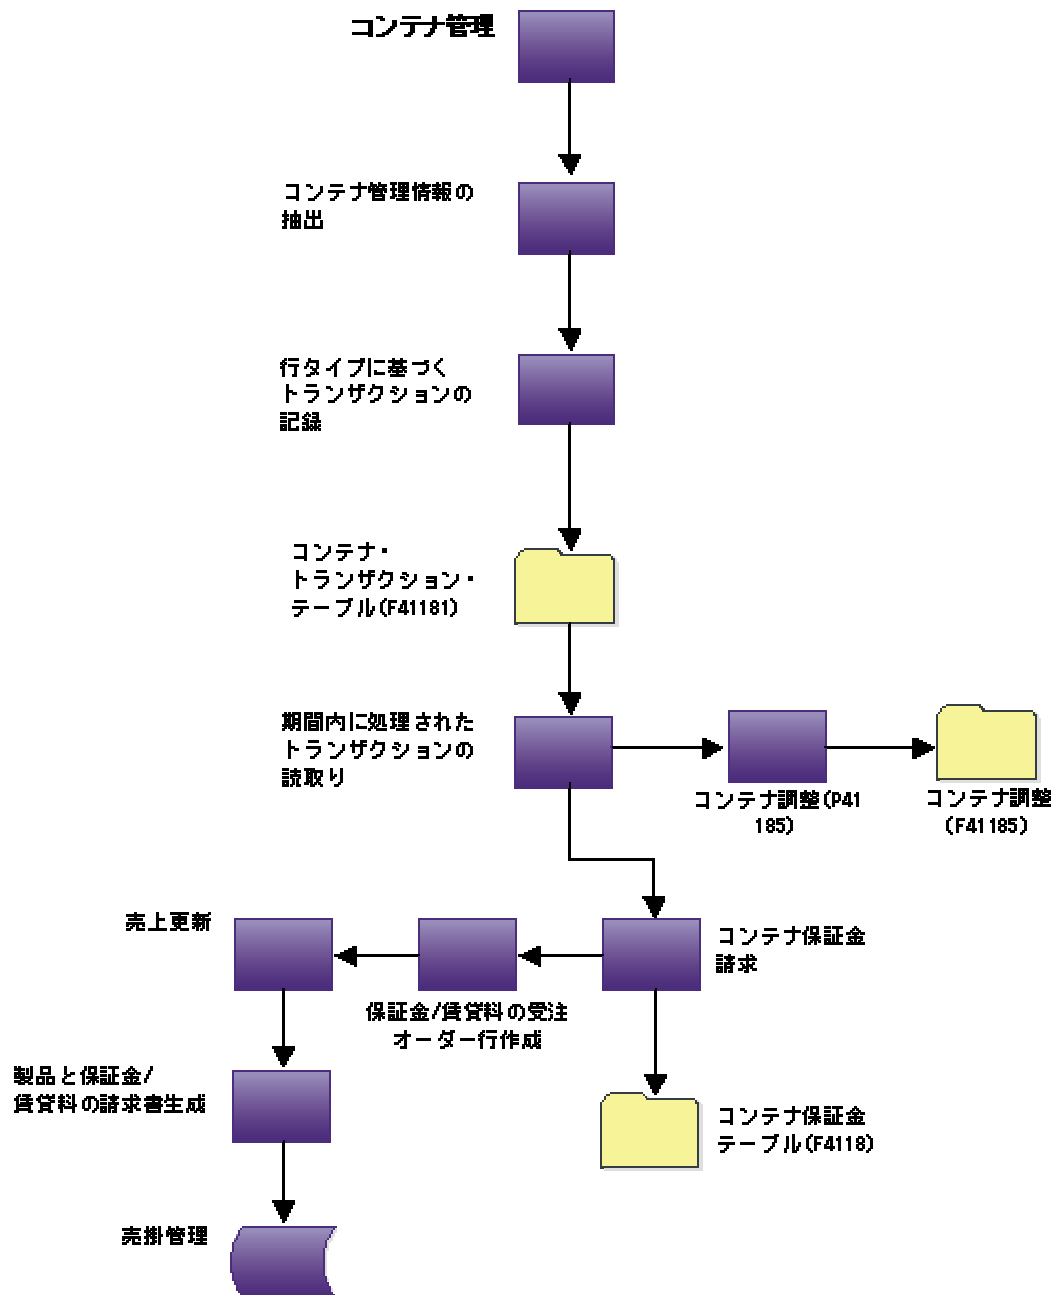 コンテナ管理
コンテナ管理情報の
抽出
行タイプに基づく
トランザクションの
記録
コンテナ・
トランザクション・
テーブル(F41181)
期間内に処理された
トランザクションの
読取り
コンテナ調整(P41
185)
コンテナ調整
(F41185)
売上更新
コンテナ保証金
請求
保証金/賃貸料の受注
オーダー行作成
製品と保証金/
賃貸料の請求書生成
コンテナ保証金
テーブル(F4118)
売掛管理